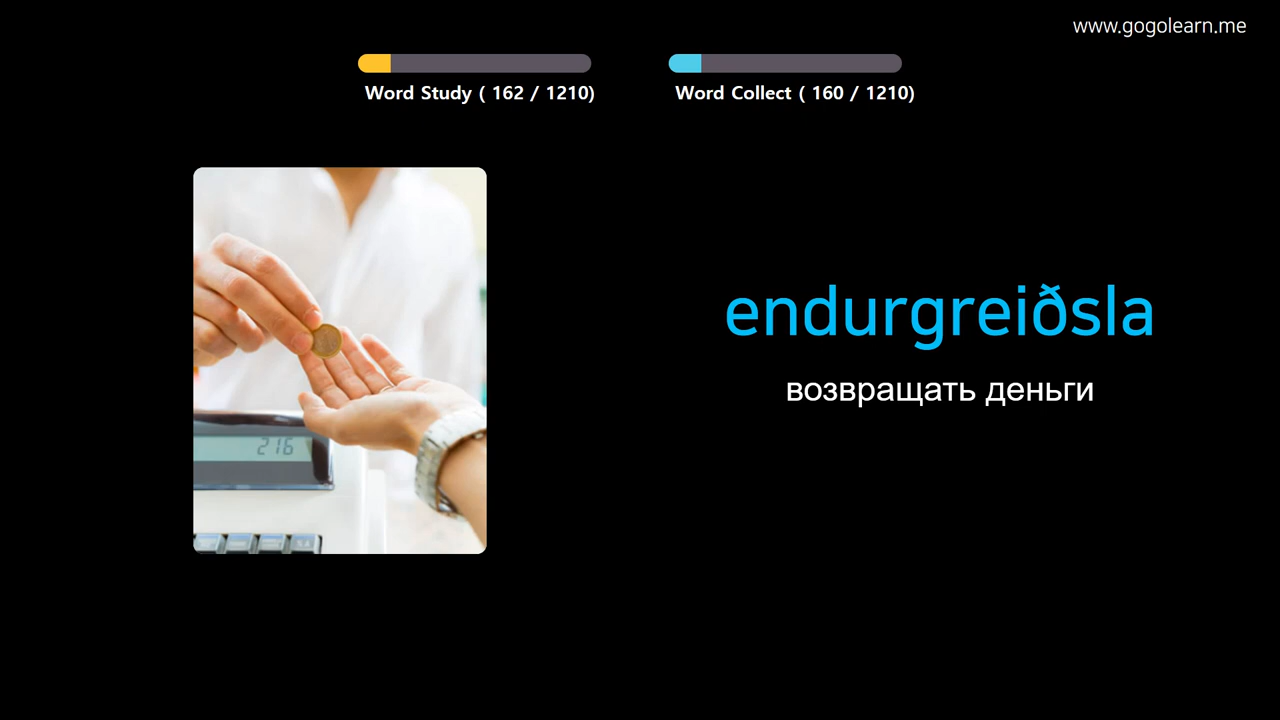 www.gogolearn.me
Word Study ( 162 / 1210)
Word Collect ( 160 / 1210)
endurgreiðsla
возвращать деньги
216